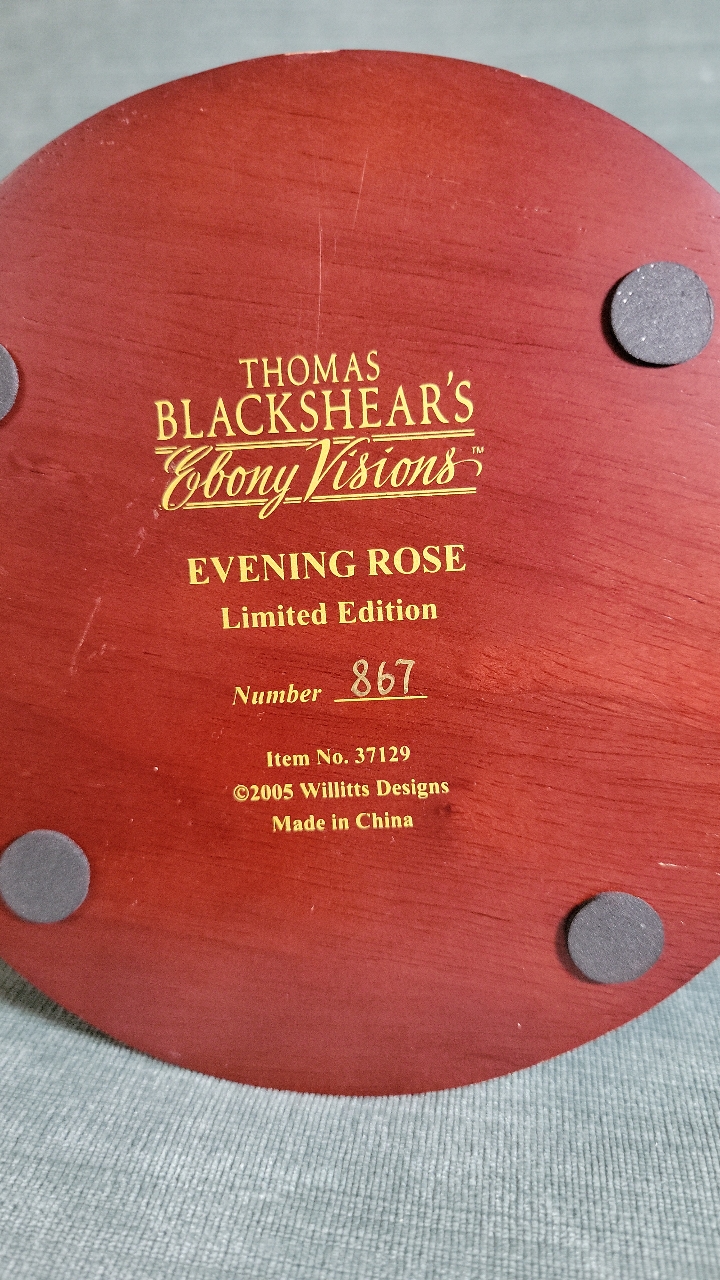 THOMAS
BLACKSHEAR'S
Ebony Visions™
EVENING ROSE
Limited Edition
Number 867
Item No. 37129
©2005 Willitts Designs
Made in China